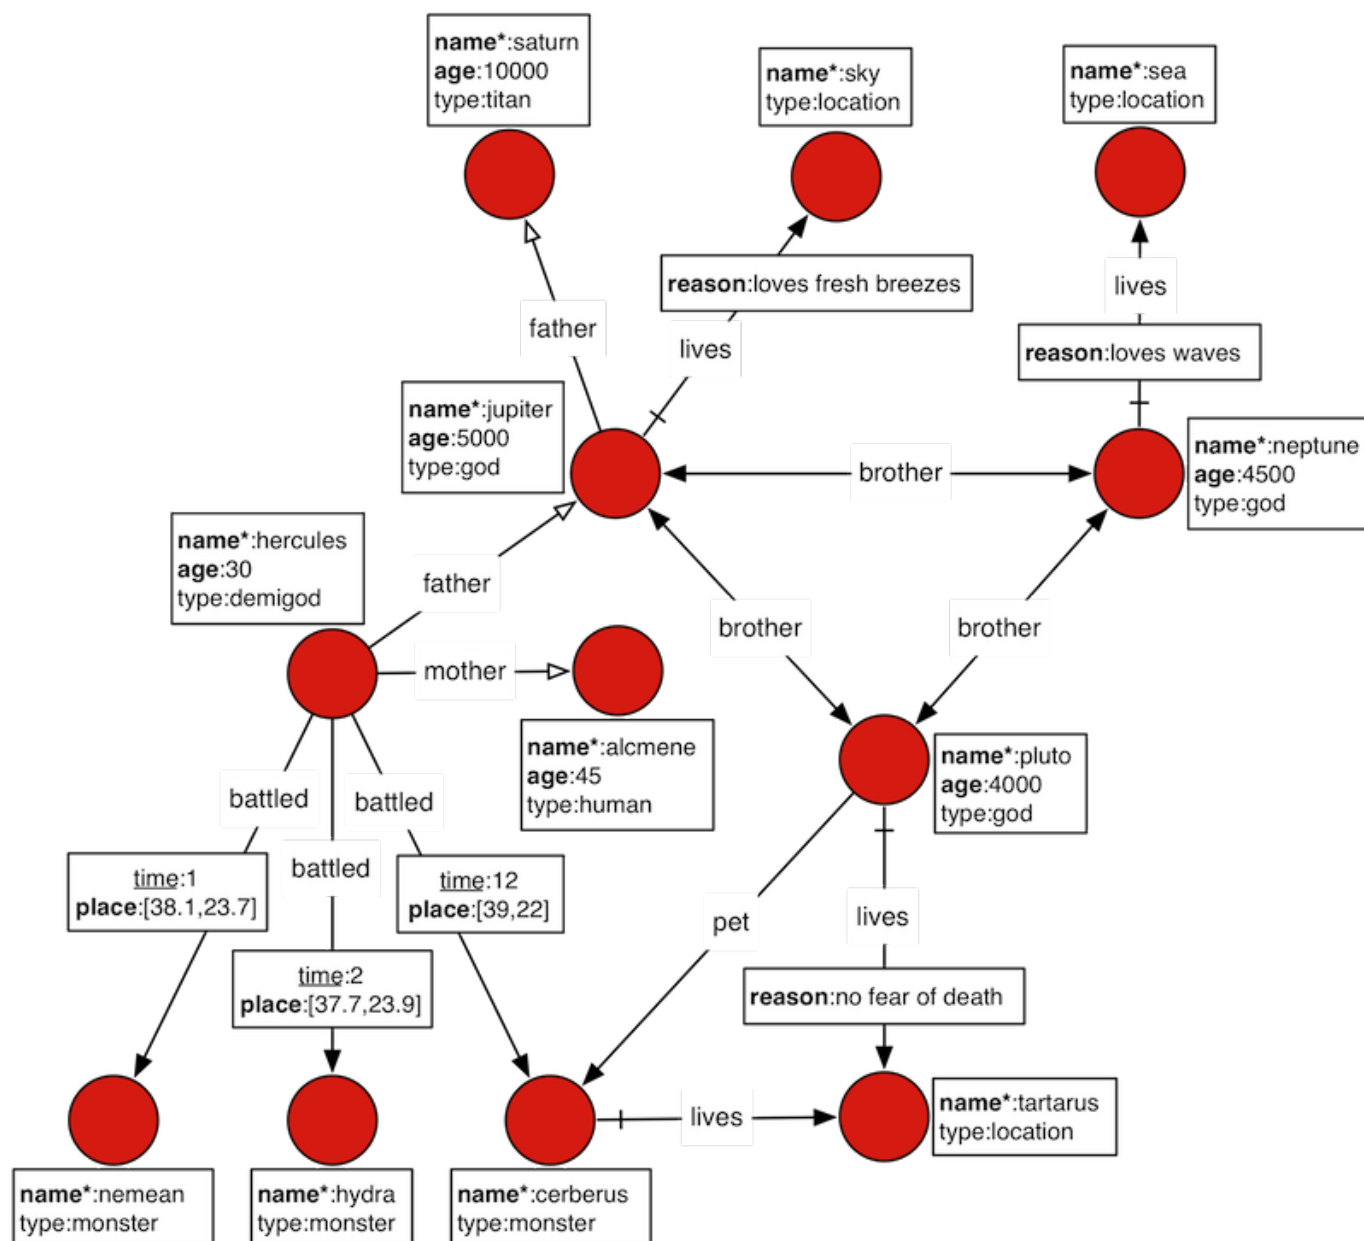 name*:saturn
age:10000
type:titan
name*:sky
type:location
name*:sea
type:location
reason:loves fresh breezes
lives
father
lives
reason:loves waves
name*:jupiter
age:5000
type:god
name*:neptune
age:4500
type:god
brother
name*:hercules
age:30
type:demigod
father
brother
brother
mother
name*:alcmene
age:45
type:human
name*:pluto
age:4000
type:god
battled
battled
battled
time:1
place:[38.1,23.7]
time:12
place:[39,22]
pet
lives
time:2
place:[37.7,23.9]
reason:no fear of death
lives
name*:tartarus
type:location
name*:nemean
type:monster
name*:hydra
type:monster
name*:cerberus
type:monster